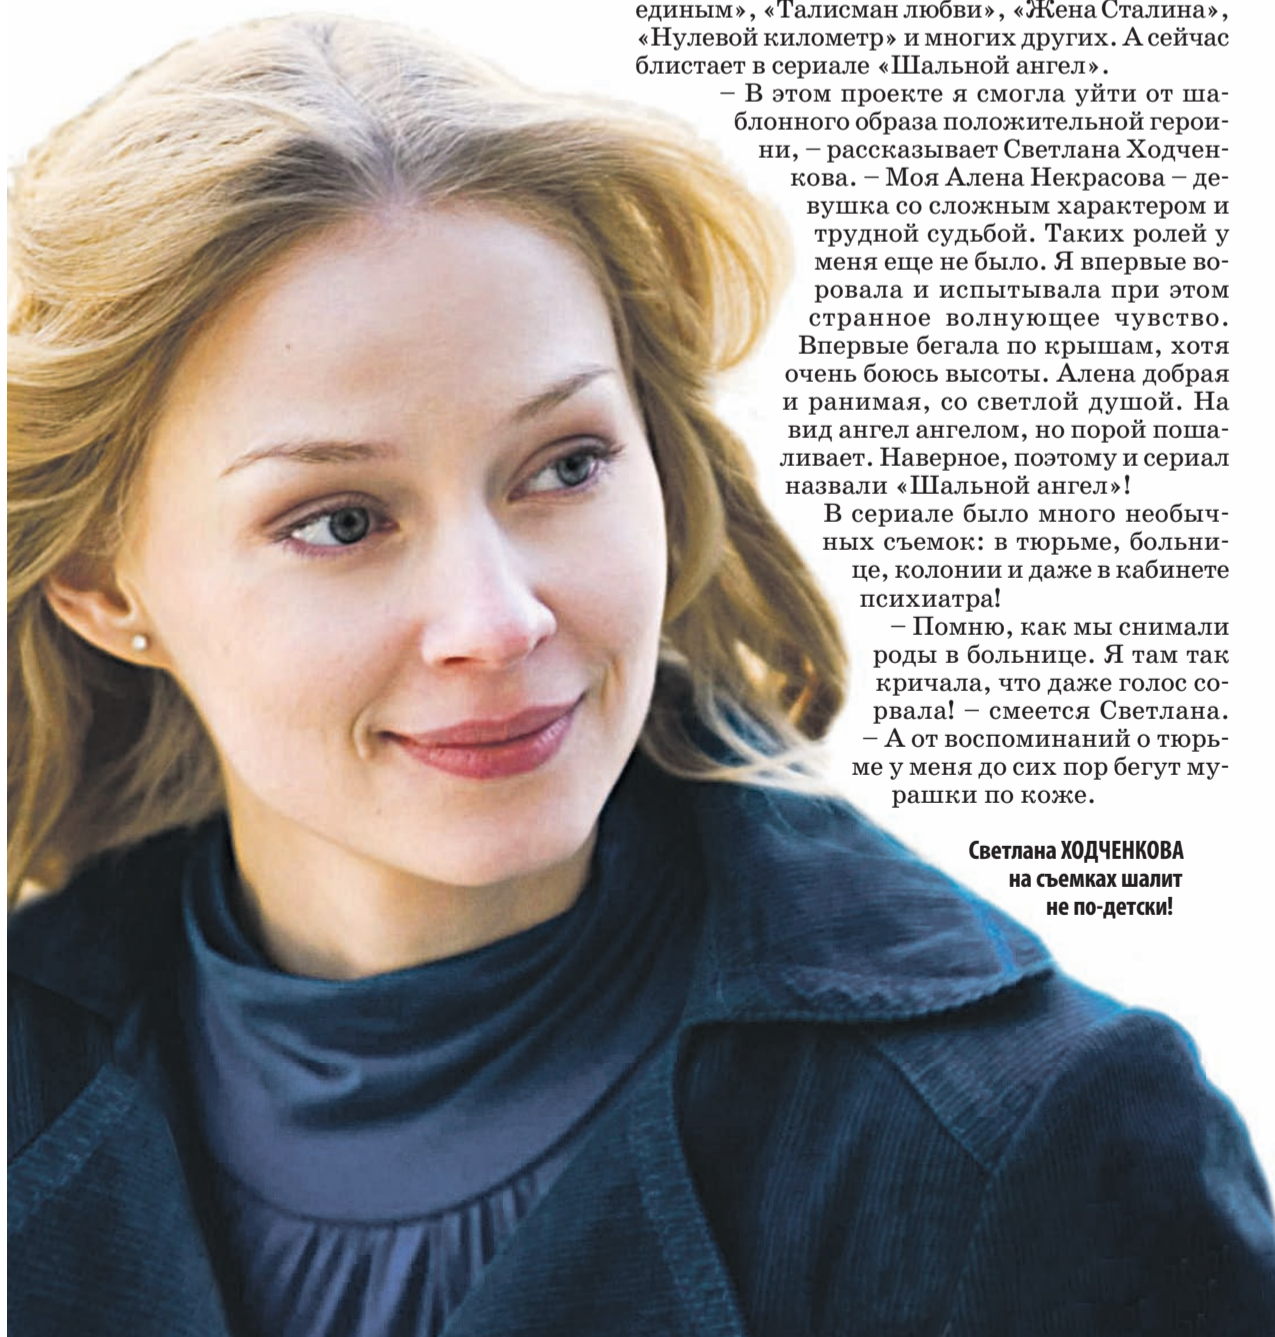 единым», «Талисман любви», «Жена Сталина»,
«Нулевой километр» и многих других. А сейчас
блистает в сериале «Шальной ангел».
– В этом проекте я смогла уйти от ша-
блонного образа положительной герои-
ни, – рассказывает Светлана Ходчен-
кова. – Моя Алена Некрасова – де-
вушка со сложным характером и
трудной судьбой. Таких ролей у
меня еще не было. Я впервые во-
ровала и испытывала при этом
странное волнующее чувство.
Впервые бегала по крышам, хотя
очень боюсь высоты. Алена добрая
и ранимая, со светлой душой. На
вид ангел ангелом, но порой поша-
ливает. Наверное, поэтому и сериал
назвали «Шальной ангел»!
В сериале было много необыч-
ных съемок: в тюрьме, больни-
це, колонии и даже в кабинете
психиатра!
– Помню, как мы снимали
роды в больнице. Я там так
кричала, что даже голос со-
рвала! – смеется Светлана.
– А от воспоминаний о тюрь-
ме у меня до сих пор бегут му-
рашки по коже.
Светлана ХОДЧЕНКОВА
на съемках шалит
не по-детски!